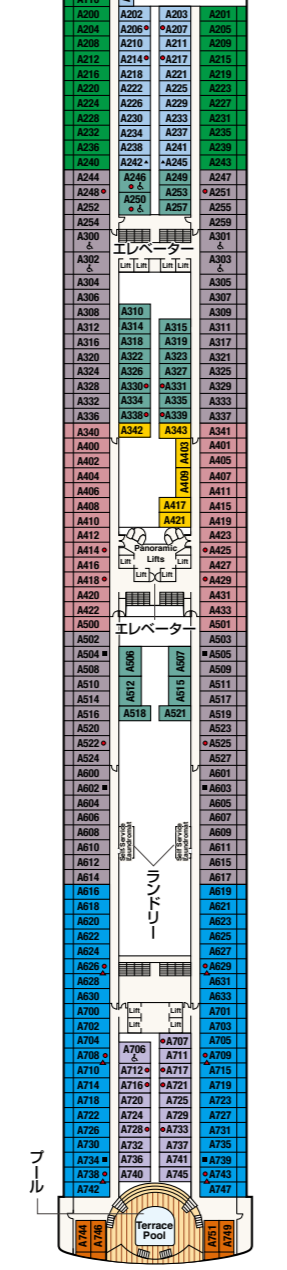 A200 A202 A203 A201
A204 A206 A207 A205
A208 A210 A211 A209
A212 A214 A217 A215
A216 A218 A221 A219
A220 A222 A225 A223
A224 A226 A229 A227
A228 A230 A233 A231
A232 A234 A237 A235
A236 A238 A241 A239
A240 A242 A245 A243
A244 A246 A249 A247
A248 A253 A251
A252 A250 A257 A255
A254 A259
A300 A301
エレベーター
A302 Lift Lift Lift Lift A303
A304 A305
A306 A307
A308 A310 A309
A312 A314 A315 A311
A316 A318 A319 A317
A320 A322 A323 A321
A324 A326 A327 A325
A328 A330 A331 A329
A332 A334 A335 A333
A336 A338 A339 A337
A340 A342 A343 A341
A400 A403 A401
A402 A405
A404 A409 A407
A406 A411
A408 A417 A415
A410 A421 A419
A412 A423
A414 Panoramic A425
A416 Lift Lifts Lift A427
A418 Lift Lift A429
A420 A431
A422 A433
A500 エレベーター A501
A502 A503
A504 A506 A507 A505
A508 A509
A510 A512 A515 A511
A514 A517
A516 A518 A521 A519
A520 A523
A522 A525
A524 A527
A600 A601
A602 A603
A604 A605
A606 A607
A608 Self Service Laundromat Self Service Laundromat A609
A610 A611
A612 A615
A614 A617
ランドリー
A616 A619
A618 A621
A620 A623
A622 A625
A624 A627
A626 A629
A628 A631
A630 A633
A700 Lift Lift A701
A702 Lift Lift A703
A704 A707 A705
A708 A706 A711 A709
A710 A712 A717 A715
A714 A716 A721 A719
A718 A720 A725 A723
A722 A724 A729 A727
A726 A728 A733 A731
A730 A732 A737 A735
A734 A736 A741 A739
A738 A740 A745 A743
A742 A747
プール
A744 A746 Terrace A751 A749
Pool